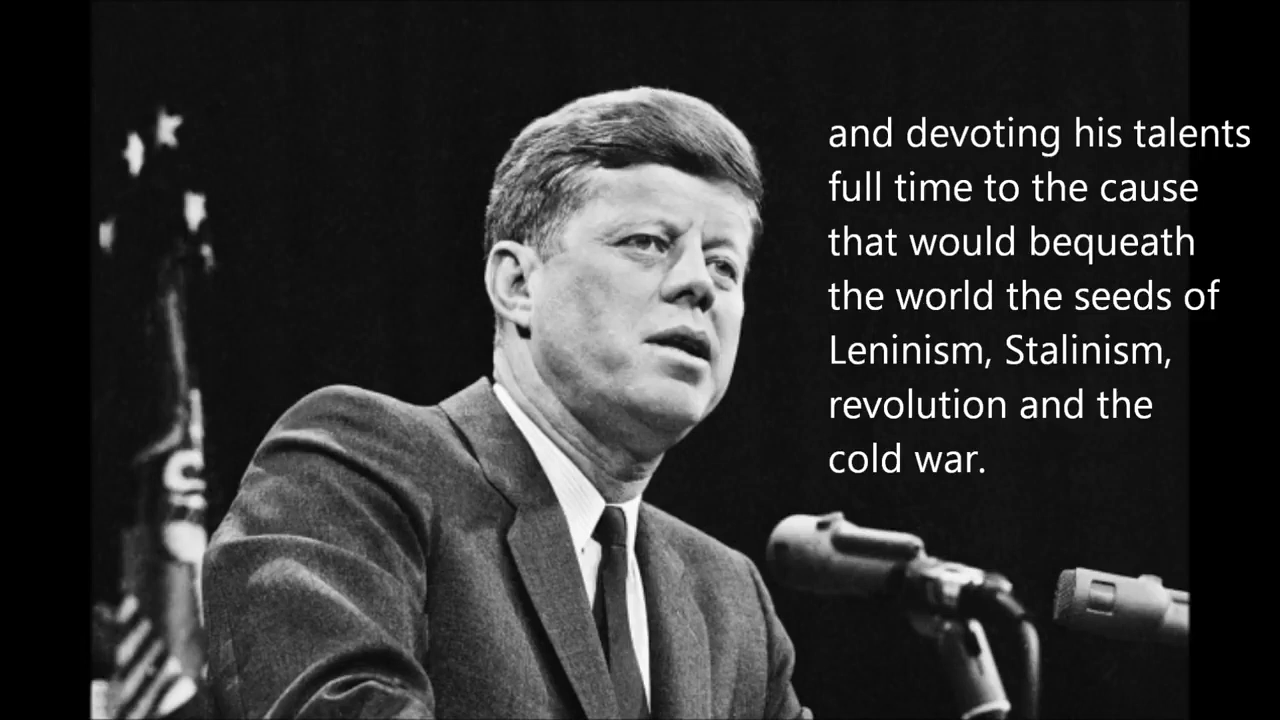 and devoting his talents
full time to the cause
that would bequeath
the world the seeds of
Leninism, Stalinism,
revolution and the
cold war.